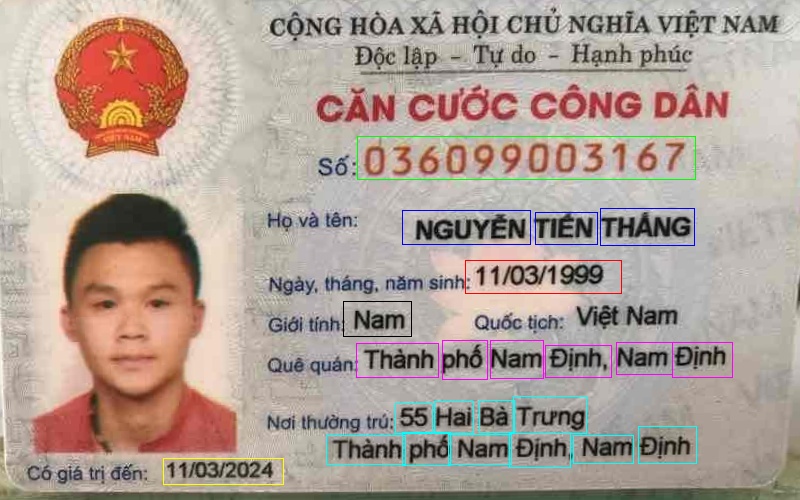 CỘNG HÒA XÃ HỘI CHỦ NGHĨA VIỆT NAM
Độc lập - Tự do - Hạnh phúc
CĂN CƯỚC CÔNG DÂN
Số: 036099003167
Họ và tên: NGUYỄN TIẾN THẮNG
Ngày, tháng, năm sinh: 11/03/1999
Giới tính: Nam Quốc tịch: Việt Nam
Quê quán: Thành phố Nam Định, Nam Định
Nơi thường trú: 55 Hai Bà Trưng
Thành phố Nam Định, Nam Định
Có giá trị đến: 11/03/2024